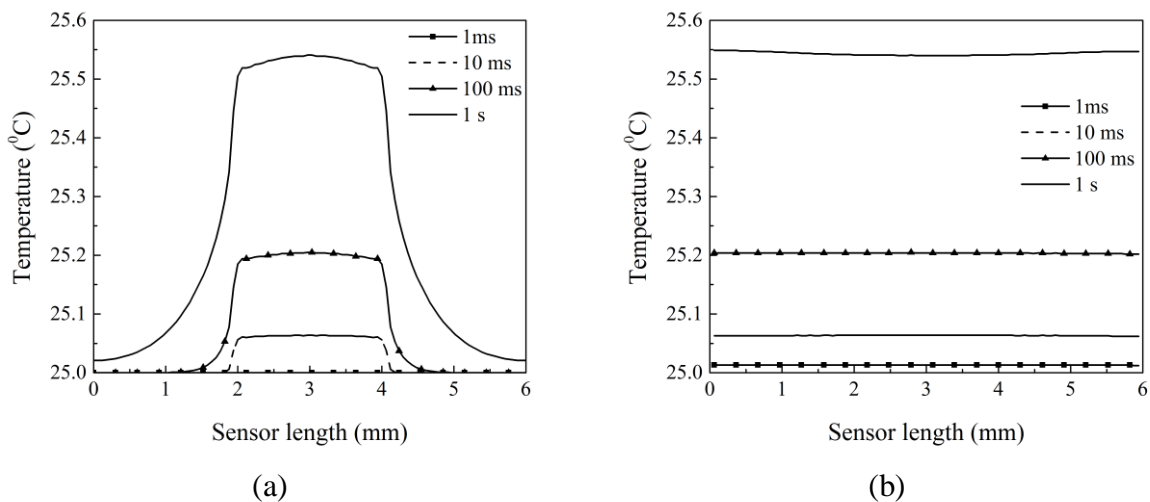 25.6
25.5
25.4
25.3
25.2
25.1
25.0
Temperature (⁰C)
1ms
10 ms
100 ms
1 s
0 1 2 3 4 5 6
Sensor length (mm)
(a)
25.6
25.5
25.4
25.3
25.2
25.1
25.0
Temperature (⁰C)
1ms
10 ms
100 ms
1 s
0 1 2 3 4 5 6
Sensor length (mm)
(b)